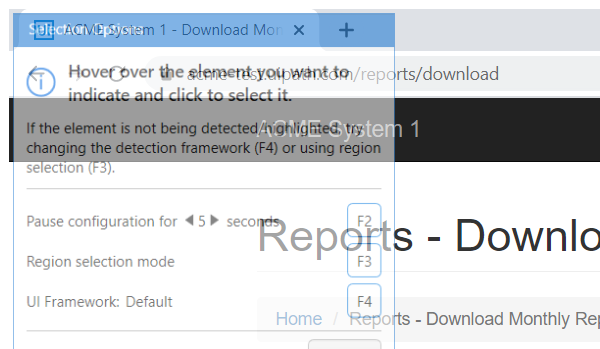 Selection Options
ACME System 1 - Download Mon
acme-test.uipath.com/reports/download
Hover over the element you want to
indicate and click to select it.
If the element is not being detected/highlighted, try
changing the detection framework (F4) or using region
selection (F3).
ACME System 1
Pause configuration for 5 seconds F2
Reports - Downlo
Region selection mode F3
UI Framework: Default F4
Home / Reports - Download Monthly Rep